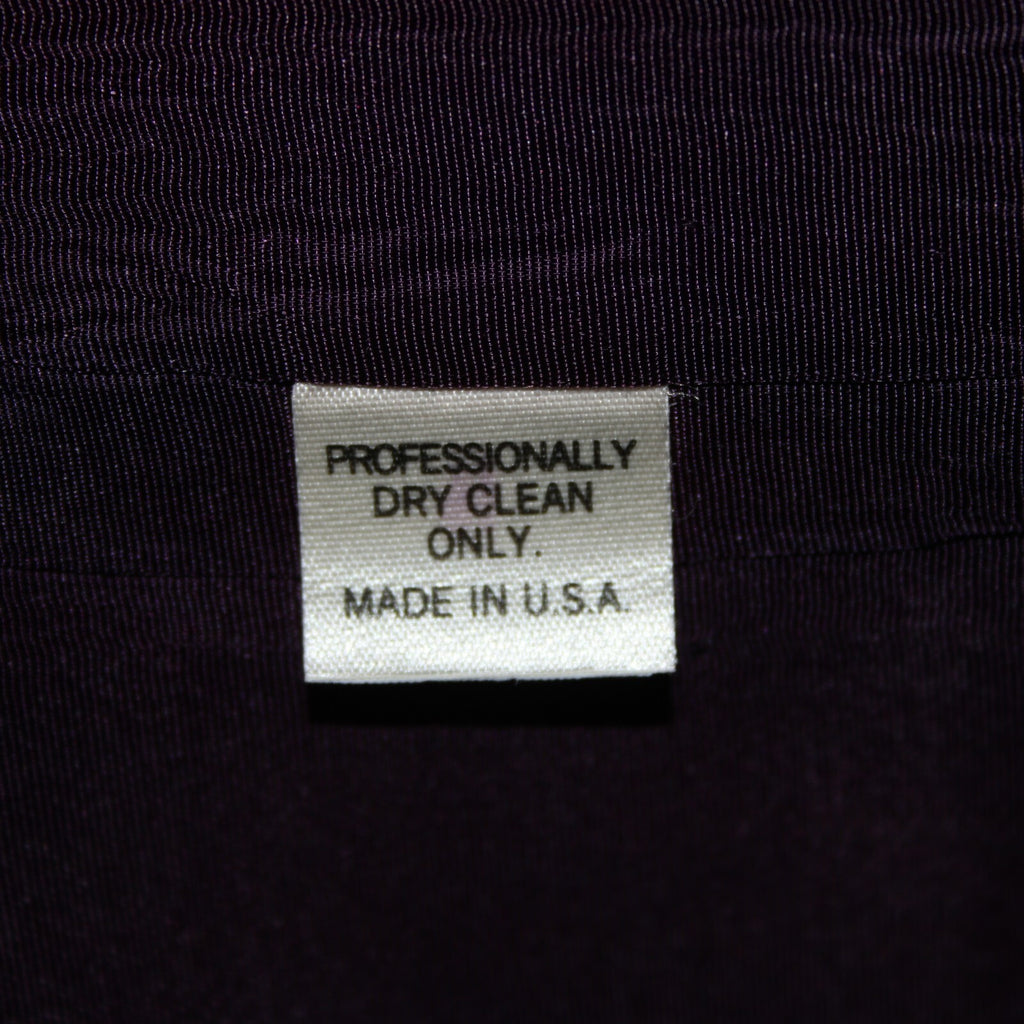 PROFESSIONALLY
DRY CLEAN
ONLY.
MADE IN U.S.A.